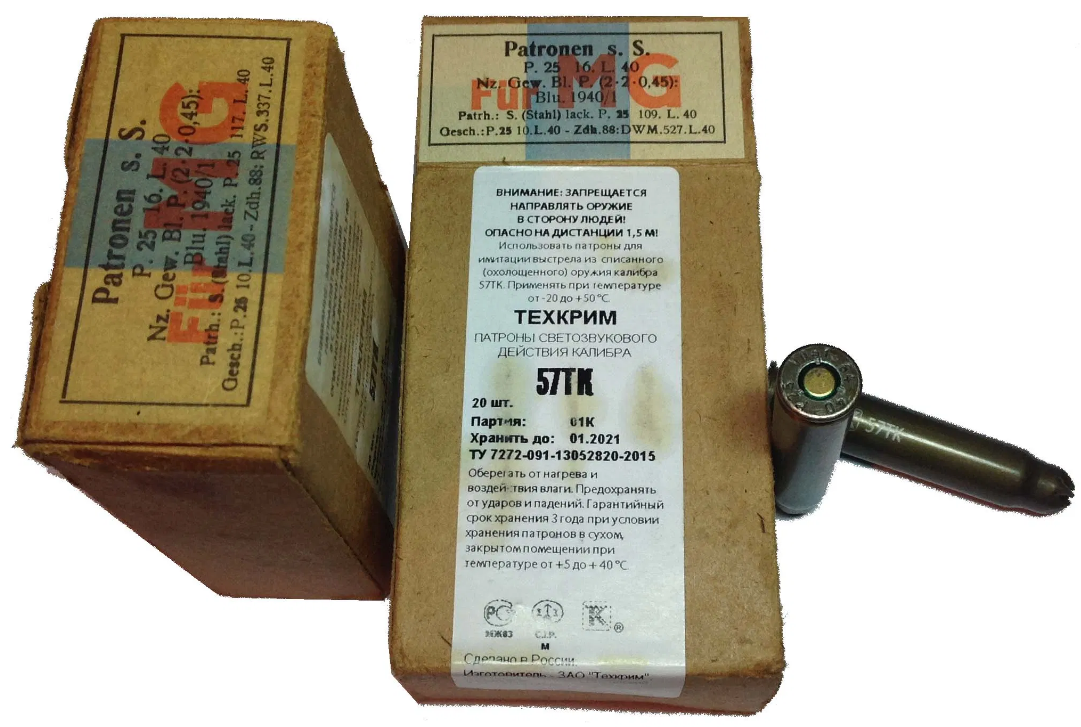 Patronen s. S.
P. 25 16. L. 40
Nz. Gew. Bl. P. (2·2·0,45):
Blu. 1940/1
Patrh.: S. (Stahl) lack. P. 25 117. L. 40
Gesch.: P. 25 10. L. 40 - Zdh. 88: RWS. 337. L. 40
Für MG
Patronen s. S.
P. 25 16. L. 40
Nz. Gew. Bl. P. (2·2·0,45):
Blu. 1940/1
Patrh.: S. (Stahl) lack. P. 25 109. L. 40
Gesch.: P. 25 10. L. 40 - Zdh. 88: DWM. 527. L. 40
Für MG
ВНИМАНИЕ: ЗАПРЕЩАЕТСЯ
НАПРАВЛЯТЬ ОРУЖИЕ
В СТОРОНУ ЛЮДЕЙ!
ОПАСНО НА ДИСТАНЦИИ 1,5 М!
Использовать патроны для
имитации выстрела из списанного
(охолощенного) оружия калибра
57ТК. Применять при температуре
от -20 до +50 °С.
ТЕХКРИМ
ПАТРОНЫ СВЕТОЗВУКОВОГО
ДЕЙСТВИЯ КАЛИБРА
57ТК
20 шт.
Партия: 01К
Хранить до: 01.2021
ТУ 7272-091-13052820-2015
Оберегать от нагрева и
воздействия влаги. Предохранять
от ударов и падений. Гарантийный
срок хранения 3 года при условии
хранения патронов в сухом,
закрытом помещении при
температуре от +5 до + 40 °С.
РС
К ®
С.I.P.
М
Сделано в России.
Изготовитель - ЗАО "Техкрим"
57ТК